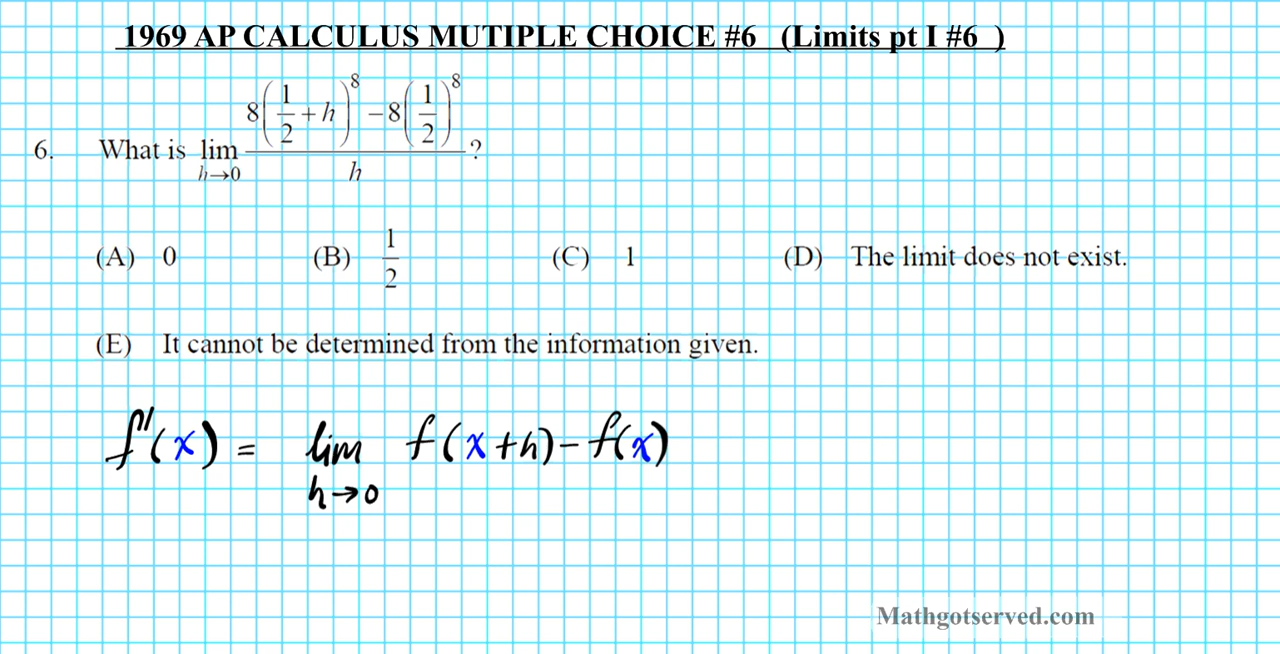 1969 AP CALCULUS MUTIPLE CHOICE #6 (Limits pt I #6 )
6. What is lim h→0 (8(1/2 + h)^8 − 8(1/2)^8)/h ?
(A) 0 (B) 1/2 (C) 1 (D) The limit does not exist.
(E) It cannot be determined from the information given.
f'(x) = lim h→0 f(x+h)−f(x)
Mathgotserved.com